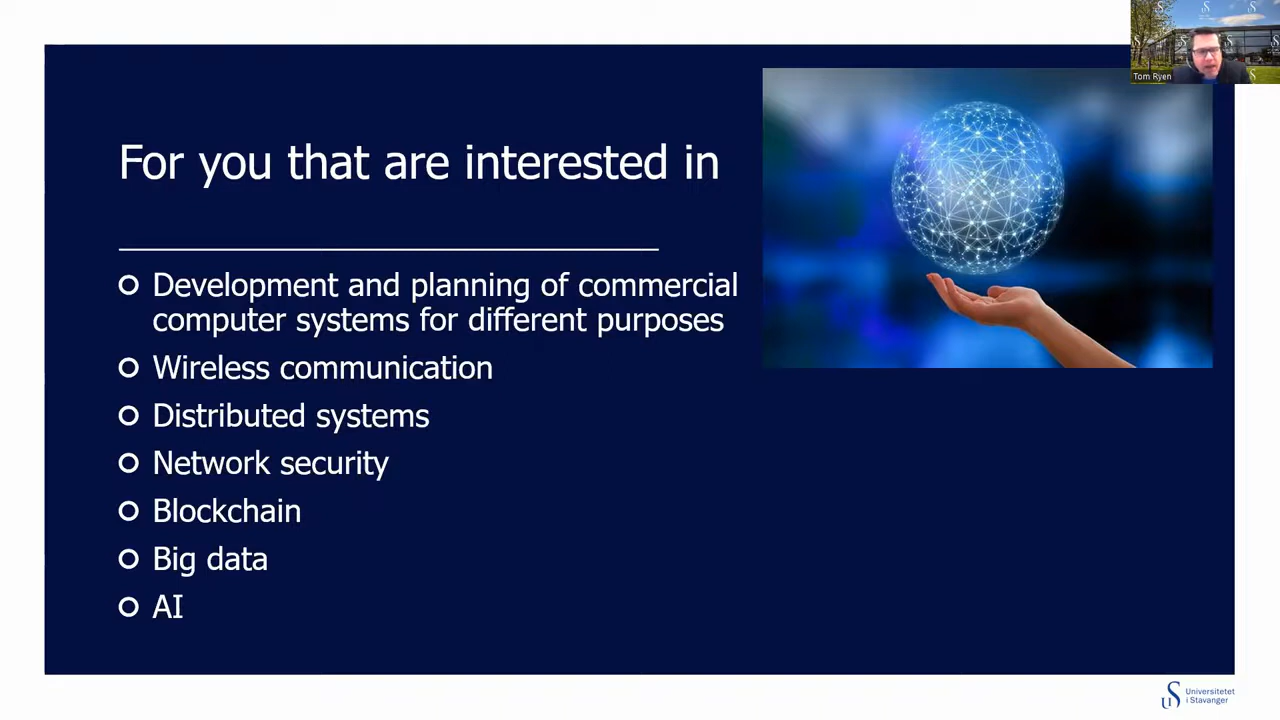 Tom Ryen
For you that are interested in
Development and planning of commercial
computer systems for different purposes
Wireless communication
Distributed systems
Network security
Blockchain
Big data
AI
Universitetet
i Stavanger